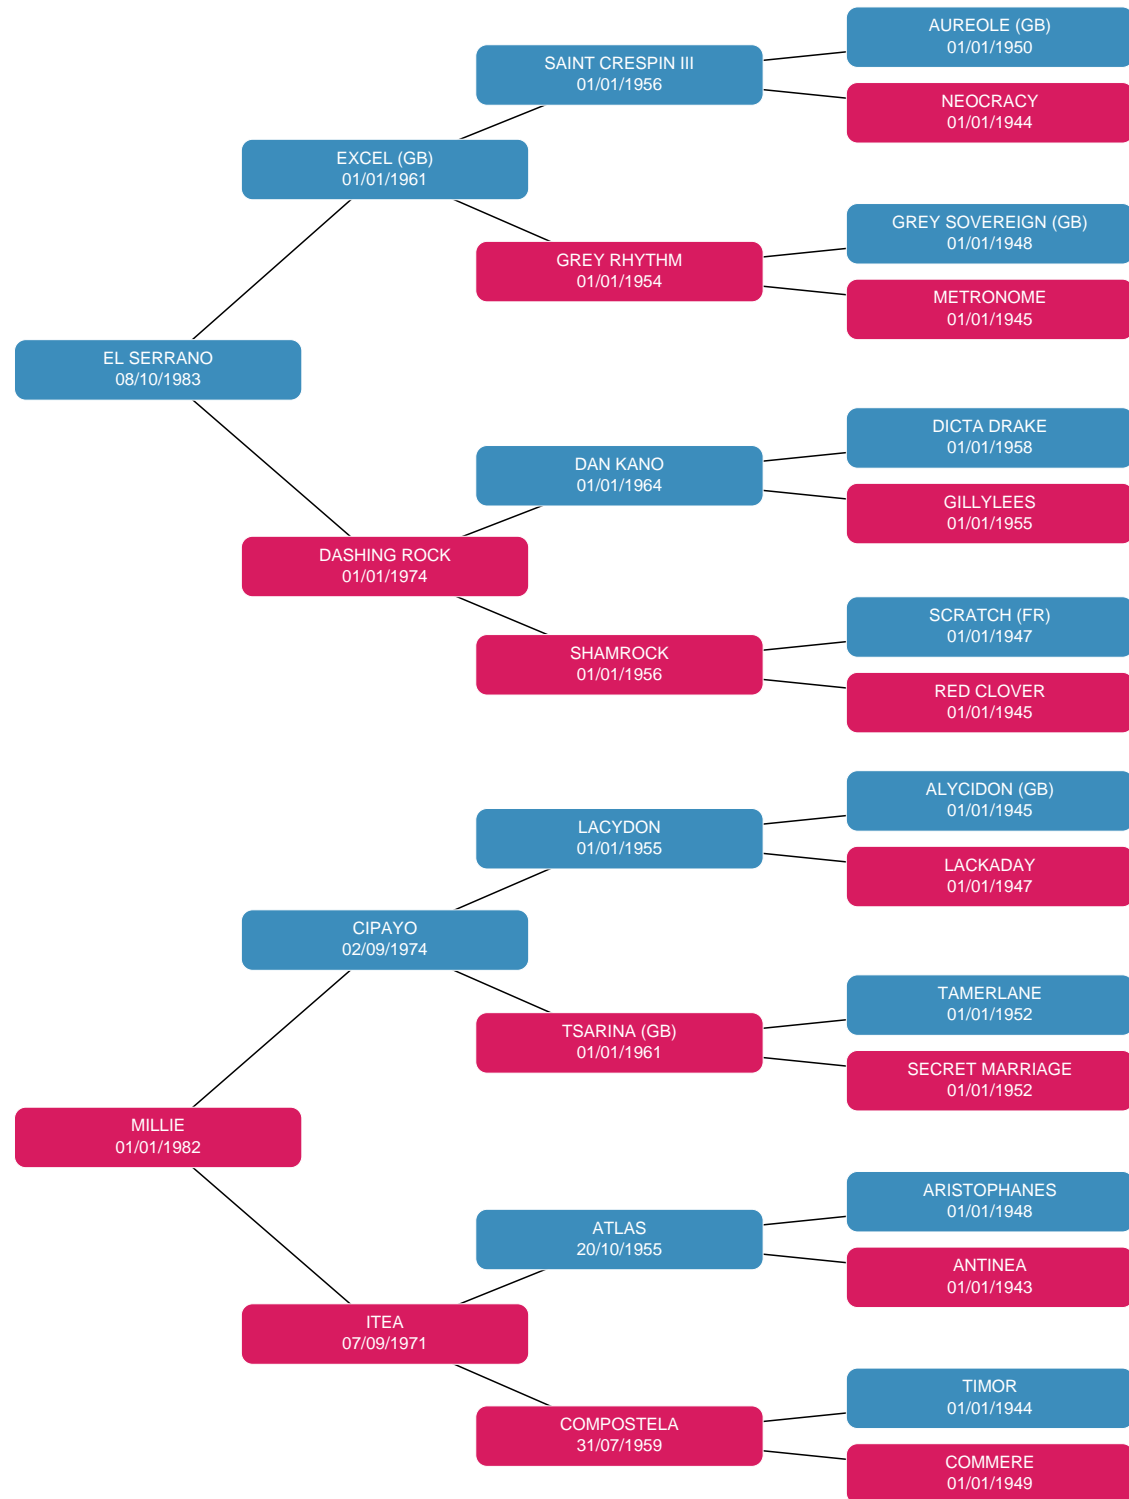 AUREOLE (GB)
01/01/1950
SAINT CRESPIN III
01/01/1956
NEOCRACY
01/01/1944
EXCEL (GB)
01/01/1961
GREY SOVEREIGN (GB)
01/01/1948
GREY RHYTHM
01/01/1954
METRONOME
01/01/1945
EL SERRANO
08/10/1983
DICTA DRAKE
01/01/1958
DAN KANO
01/01/1964
GILLYLEES
01/01/1955
DASHING ROCK
01/01/1974
SCRATCH (FR)
01/01/1947
SHAMROCK
01/01/1956
RED CLOVER
01/01/1945
ALYCIDON (GB)
01/01/1945
LACYDON
01/01/1955
LACKADAY
01/01/1947
CIPAYO
02/09/1974
TAMERLANE
01/01/1952
TSARINA (GB)
01/01/1961
SECRET MARRIAGE
01/01/1952
MILLIE
01/01/1982
ARISTOPHANES
01/01/1948
ATLAS
20/10/1955
ANTINEA
01/01/1943
ITEA
07/09/1971
TIMOR
01/01/1944
COMPOSTELA
31/07/1959
COMMERE
01/01/1949